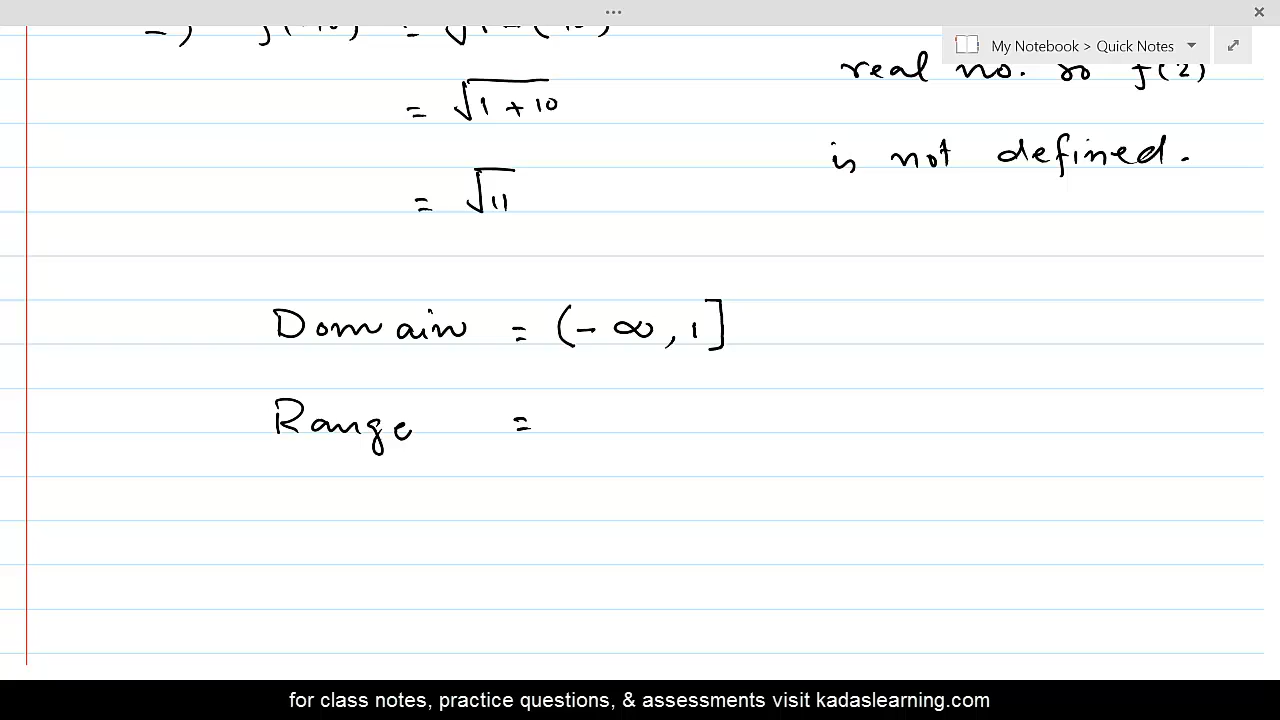 My Notebook > Quick Notes
= √1 + 10
= √11
real no. so f(2)
is not defined.
Domain = (- ∞, 1]
Range =
for class notes, practice questions, & assessments visit kadaslearning.com